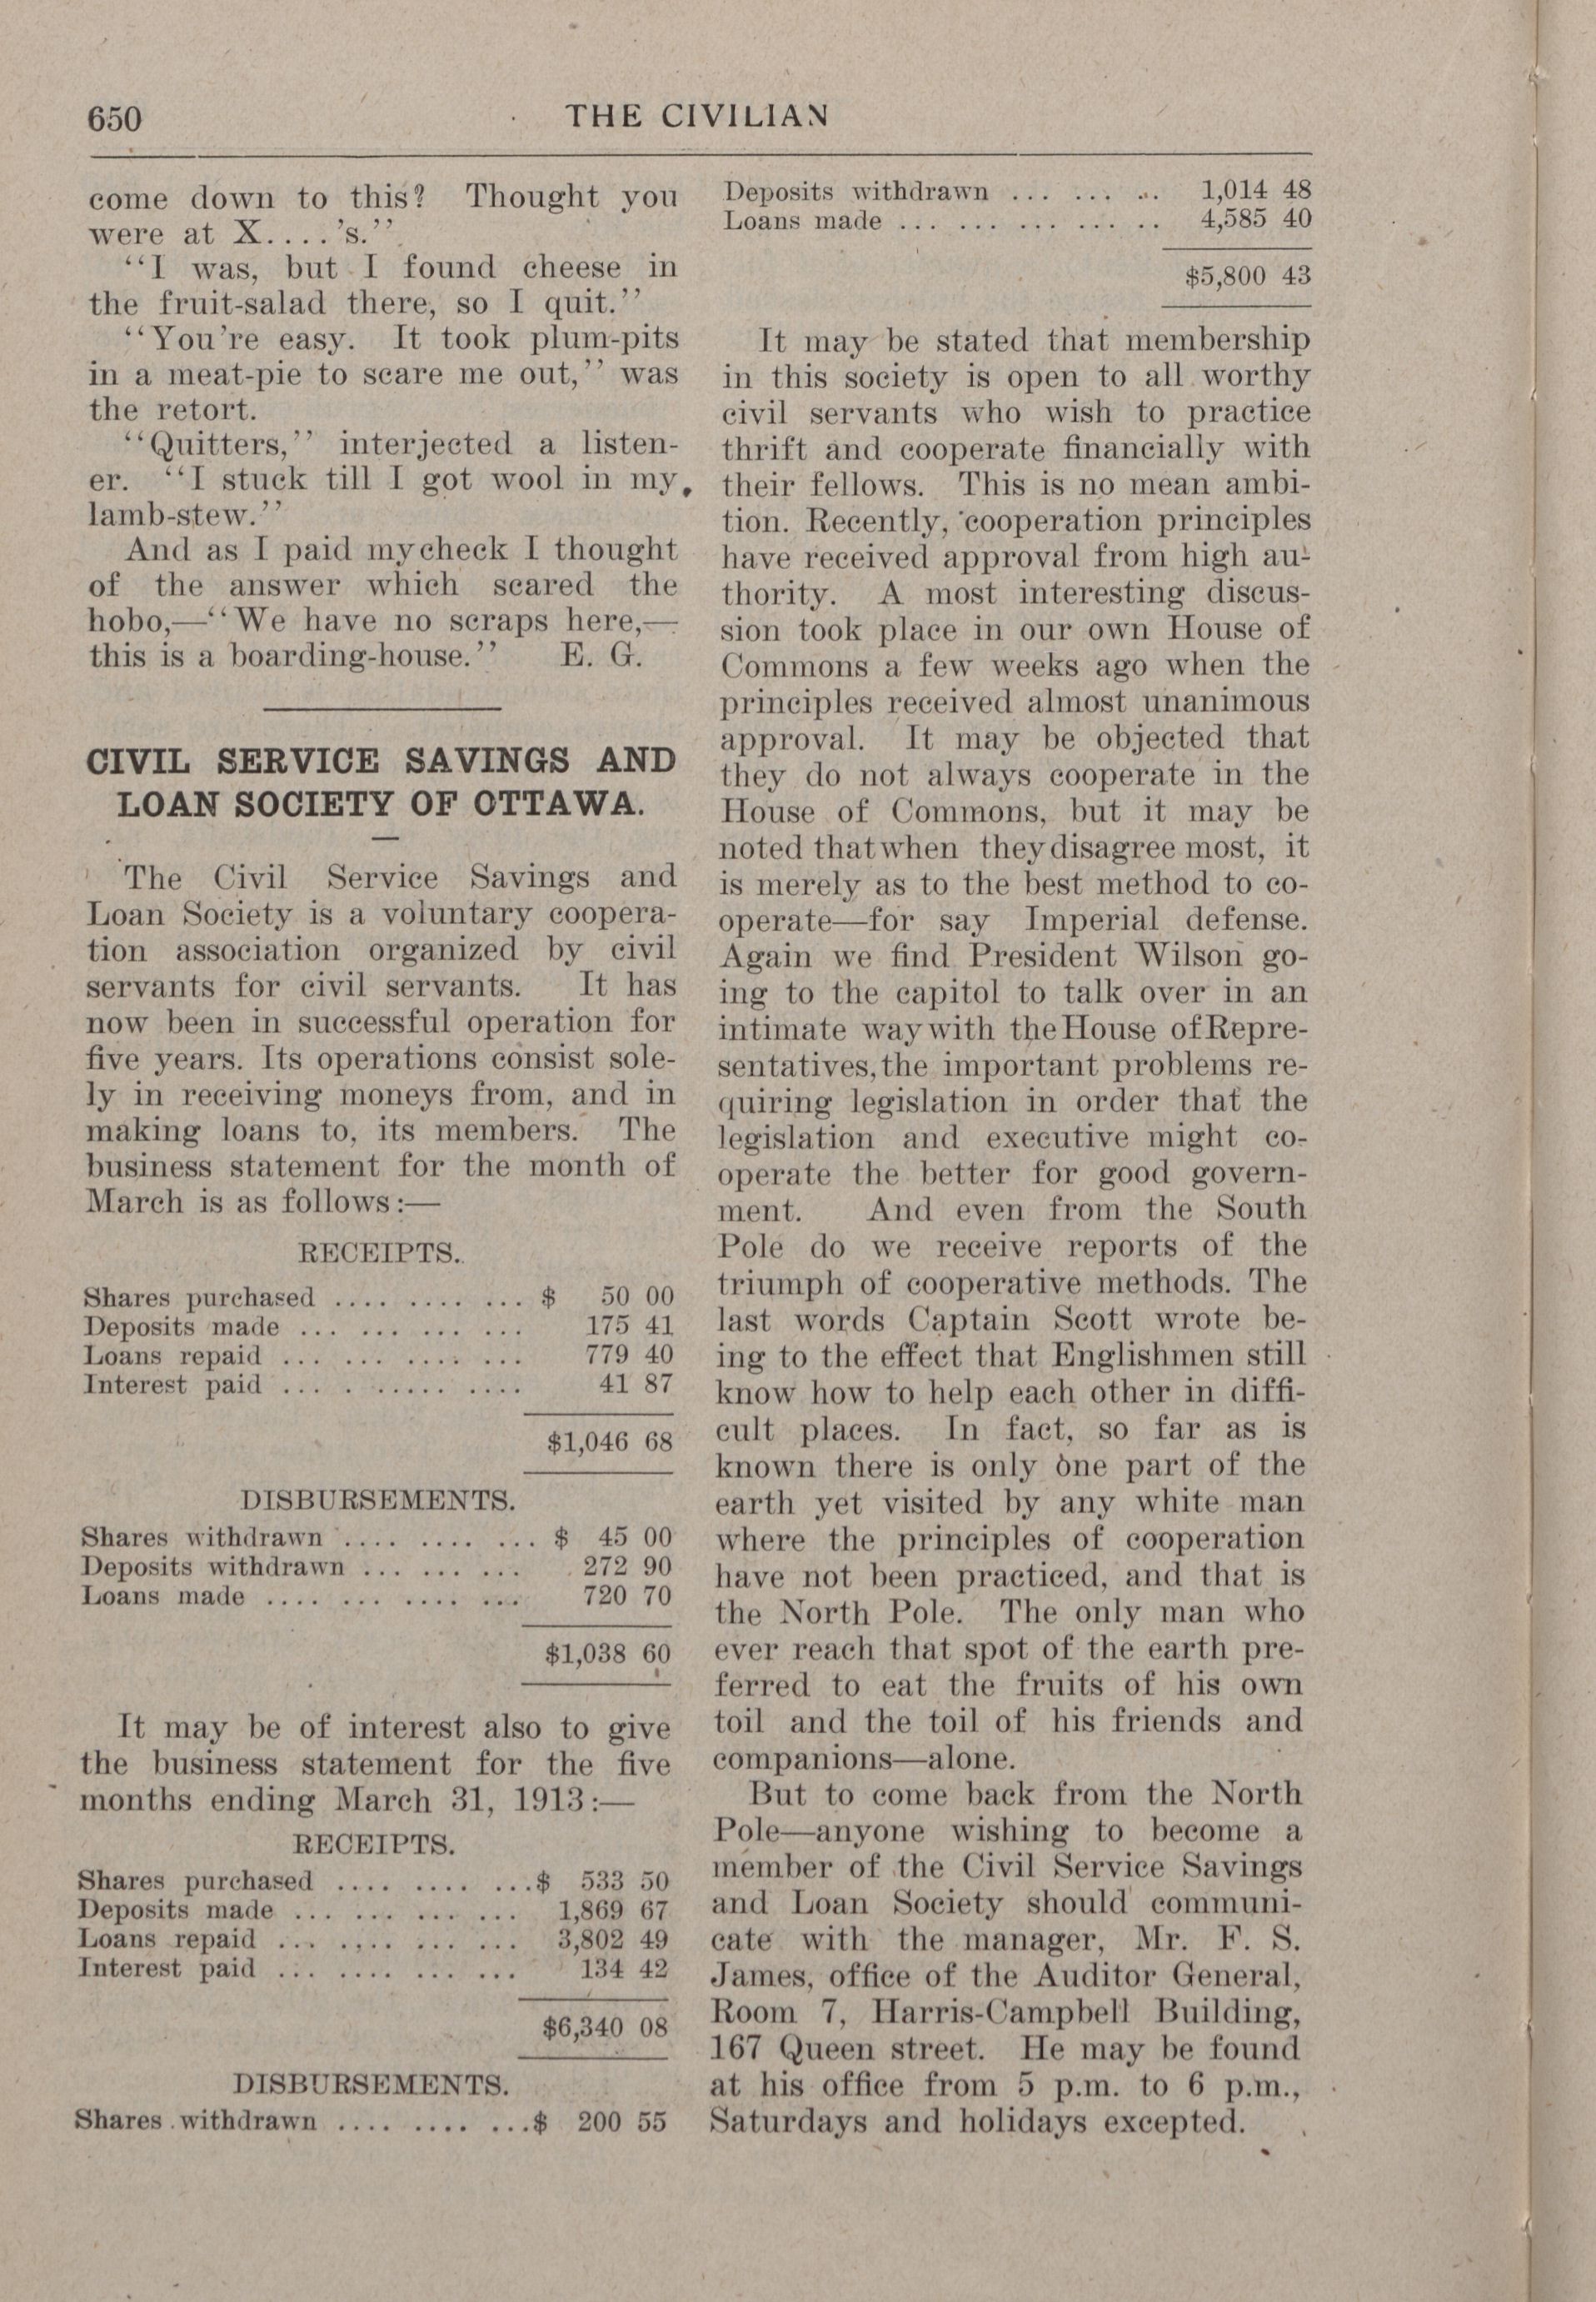 650
THE CIVILIAN
come down to this? Thought you
were at X....'s."
"I was, but I found cheese in
the fruit-salad there, so I quit."
"You're easy. It took plum-pits
in a meat-pie to scare me out," was
the retort.
"Quitters," interjected a listen-
er. "I stuck till I got wool in my
lamb-stew."
And as I paid my check I thought
of the answer which scared the
hobo,—"We have no scraps here,—
this is a boarding-house." E. G.
CIVIL SERVICE SAVINGS AND
LOAN SOCIETY OF OTTAWA.
The Civil Service Savings and
Loan Society is a voluntary coopera-
tion association organized by civil
servants for civil servants. It has
now been in successful operation for
five years. Its operations consist sole-
ly in receiving moneys from, and in
making loans to, its members. The
business statement for the month of
March is as follows:—
RECEIPTS.
Shares purchased .... .... ... $ 50 00
Deposits made ... ... ... ... 175 41
Loans repaid ... ... .... ... 779 40
Interest paid ... . ..... .... 41 87
$1,046 68
DISBURSEMENTS.
Shares withdrawn .... .... ... $ 45 00
Deposits withdrawn ... ... ... 272 90
Loans made .... ... .... ... 720 70
$1,038 60
It may be of interest also to give
the business statement for the five
months ending March 31, 1913:—
RECEIPTS.
Shares purchased .... .... ...$ 533 50
Deposits made ... ... ... ... 1,869 67
Loans repaid ... .... ... ... 3,802 49
Interest paid ... .... ... ... 134 42
$6,340 08
DISBURSEMENTS.
Shares withdrawn .... .... ...$ 200 55
Deposits withdrawn ... ... .. 1,014 48
Loans made ... ... ... ... .. 4,585 40
$5,800 43
It may be stated that membership
in this society is open to all worthy
civil servants who wish to practice
thrift and cooperate financially with
their fellows. This is no mean ambi-
tion. Recently, cooperation principles
have received approval from high au-
thority. A most interesting discus-
sion took place in our own House of
Commons a few weeks ago when the
principles received almost unanimous
approval. It may be objected that
they do not always cooperate in the
House of Commons, but it may be
noted that when they disagree most, it
is merely as to the best method to co-
operate—for say Imperial defense.
Again we find President Wilson go-
ing to the capitol to talk over in an
intimate way with the House of Repre-
sentatives, the important problems re-
quiring legislation in order that the
legislation and executive might co-
operate the better for good govern-
ment. And even from the South
Pole do we receive reports of the
triumph of cooperative methods. The
last words Captain Scott wrote be-
ing to the effect that Englishmen still
know how to help each other in diffi-
cult places. In fact, so far as is
known there is only one part of the
earth yet visited by any white man
where the principles of cooperation
have not been practiced, and that is
the North Pole. The only man who
ever reach that spot of the earth pre-
ferred to eat the fruits of his own
toil and the toil of his friends and
companions—alone.
But to come back from the North
Pole—anyone wishing to become a
member of the Civil Service Savings
and Loan Society should communi-
cate with the manager, Mr. F. S.
James, office of the Auditor General,
Room 7, Harris-Campbell Building,
167 Queen street. He may be found
at his office from 5 p.m. to 6 p.m.,
Saturdays and holidays excepted.